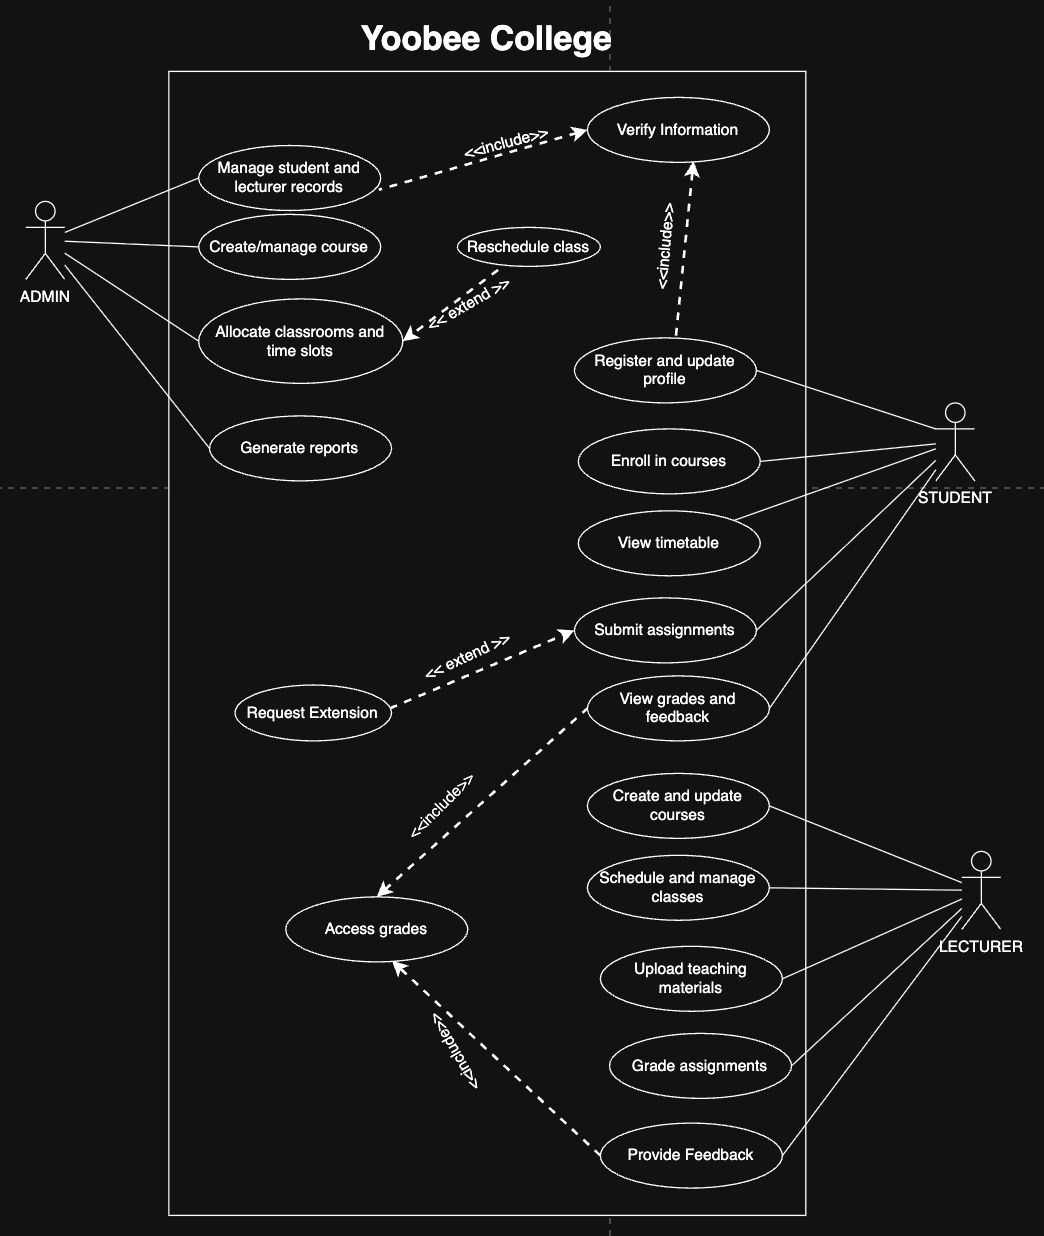 Yoobee College
Verify Information
<<include>>
Manage student and
lecturer records
<<include>>
Create/manage course
Reschedule class
ADMIN
<< extend >>
Allocate classrooms and
time slots
Register and update
profile
Generate reports
Enroll in courses
STUDENT
View timetable
Submit assignments
<< extend >>
Request Extension
View grades and
feedback
<<include>>
Create and update
courses
Schedule and manage
classes
Access grades
LECTURER
Upload teaching
materials
<<include>>
Grade assignments
Provide Feedback